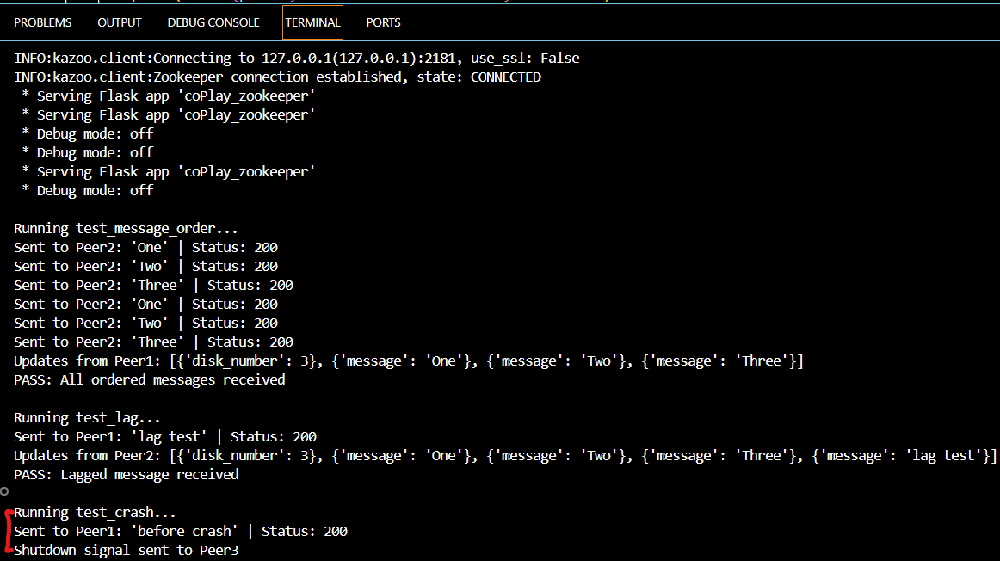 PROBLEMS OUTPUT DEBUG CONSOLE TERMINAL PORTS
INFO:kazoo.client:Connecting to 127.0.0.1(127.0.0.1):2181, use_ssl: False
INFO:kazoo.client:Zookeeper connection established, state: CONNECTED
* Serving Flask app 'coPlay_zookeeper'
* Serving Flask app 'coPlay_zookeeper'
* Debug mode: off
* Debug mode: off
* Serving Flask app 'coPlay_zookeeper'
* Debug mode: off
Running test_message_order...
Sent to Peer2: 'One' | Status: 200
Sent to Peer2: 'Two' | Status: 200
Sent to Peer2: 'Three' | Status: 200
Sent to Peer2: 'One' | Status: 200
Sent to Peer2: 'Two' | Status: 200
Sent to Peer2: 'Three' | Status: 200
Updates from Peer1: [{'disk_number': 3}, {'message': 'One'}, {'message': 'Two'}, {'message': 'Three'}]
PASS: All ordered messages received
Running test_lag...
Sent to Peer1: 'lag test' | Status: 200
Updates from Peer2: [{'disk_number': 3}, {'message': 'One'}, {'message': 'Two'}, {'message': 'Three'}, {'message': 'lag test'}]
PASS: Lagged message received
Running test_crash...
Sent to Peer1: 'before crash' | Status: 200
Shutdown signal sent to Peer3